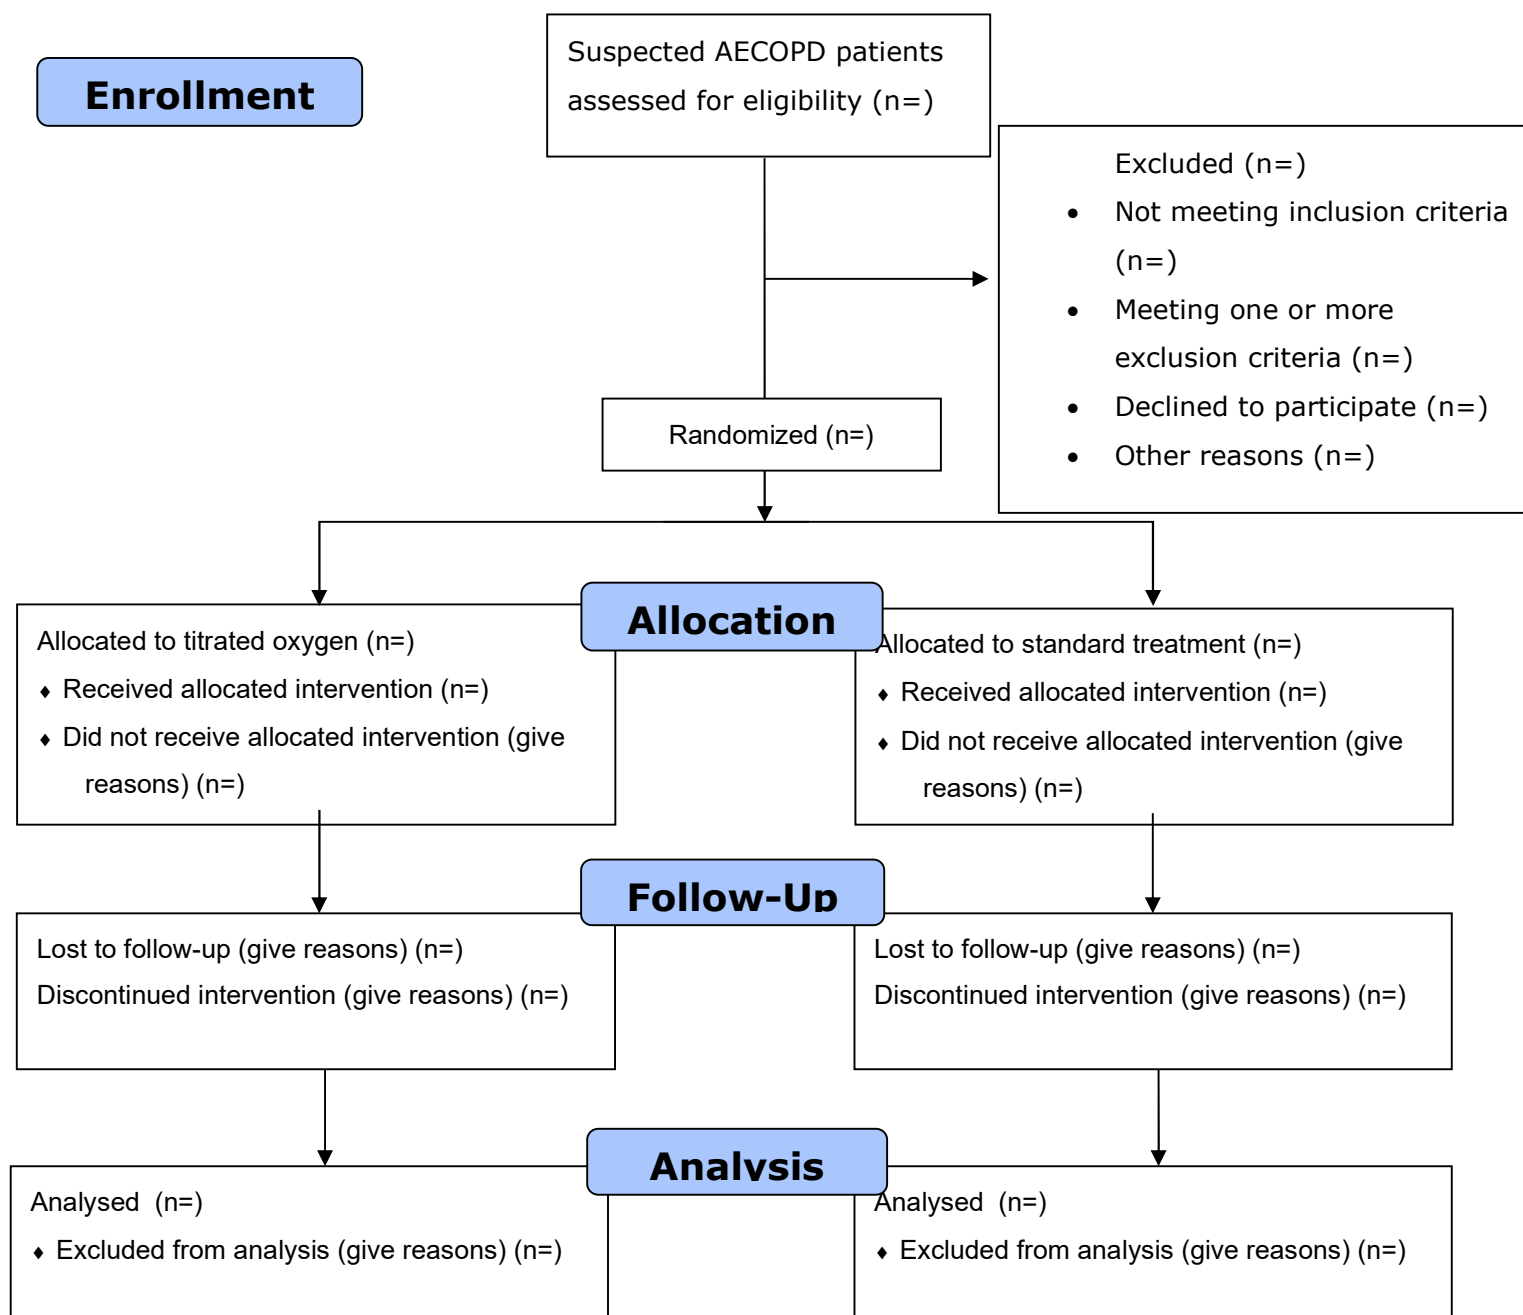 Enrollment
Suspected AECOPD patients
assessed for eligibility (n=)
Excluded (n=)
• Not meeting inclusion criteria
(n=)
• Meeting one or more
exclusion criteria (n=)
• Declined to participate (n=)
• Other reasons (n=)
Randomized (n=)
Allocation
Allocated to titrated oxygen (n=)
♦ Received allocated intervention (n=)
♦ Did not receive allocated intervention (give
reasons) (n=)
Allocated to standard treatment (n=)
♦ Received allocated intervention (n=)
♦ Did not receive allocated intervention (give
reasons) (n=)
Follow-Up
Lost to follow-up (give reasons) (n=)
Discontinued intervention (give reasons) (n=)
Lost to follow-up (give reasons) (n=)
Discontinued intervention (give reasons) (n=)
Analysis
Analysed (n=)
♦ Excluded from analysis (give reasons) (n=)
Analysed (n=)
♦ Excluded from analysis (give reasons) (n=)